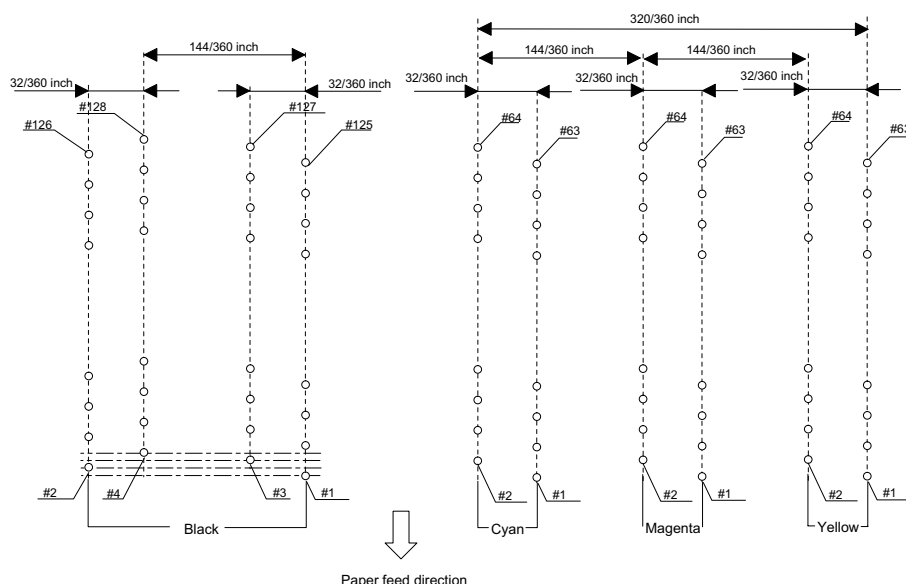 320/360 inch
144/360 inch
144/360 inch
144/360 inch
32/360 inch
32/360 inch
32/360 inch
32/360 inch
32/360 inch
#128
#127
#126
#125
#64
#63
#64
#63
#64
#63
#2
#4
#3
#1
#2
#1
#2
#1
#2
#1
Black
Cyan
Magenta
Yellow
Paper feed direction